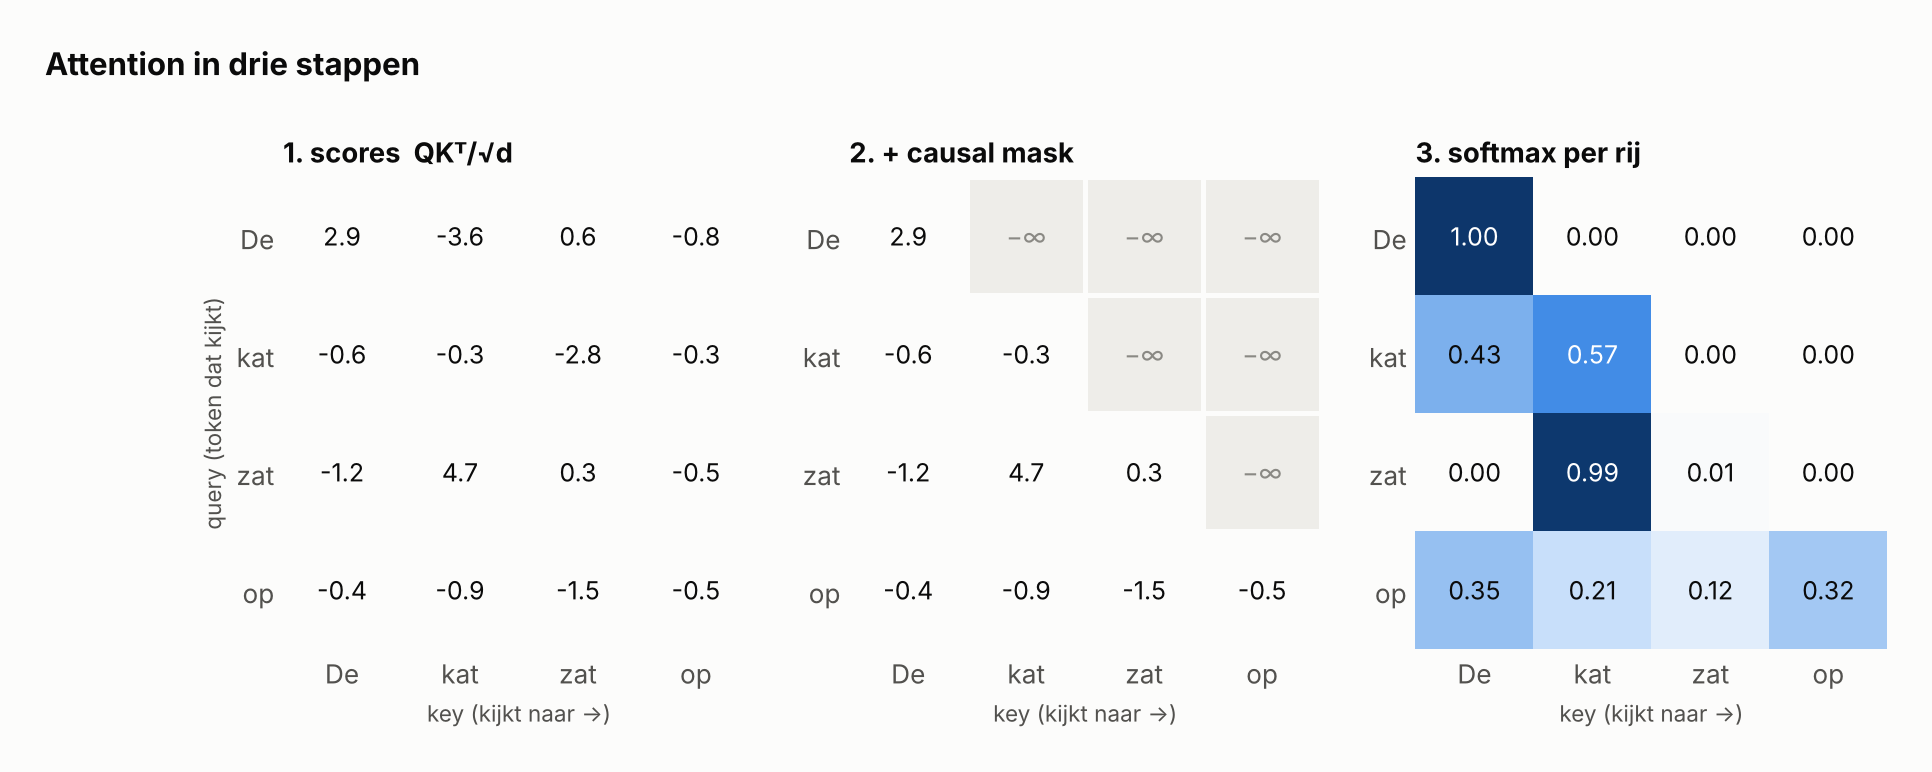 Attention in drie stappen
1. scores QKᵀ/√d
De 2.9 -3.6 0.6 -0.8
kat -0.6 -0.3 -2.8 -0.3
zat -1.2 4.7 0.3 -0.5
op -0.4 -0.9 -1.5 -0.5
De kat zat op
key (kijkt naar →)
query (token dat kijkt)
2. + causal mask
De 2.9 −∞ −∞ −∞
kat -0.6 -0.3 −∞ −∞
zat -1.2 4.7 0.3 −∞
op -0.4 -0.9 -1.5 -0.5
De kat zat op
key (kijkt naar →)
3. softmax per rij
De 1.00 0.00 0.00 0.00
kat 0.43 0.57 0.00 0.00
zat 0.00 0.99 0.01 0.00
op 0.35 0.21 0.12 0.32
De kat zat op
key (kijkt naar →)